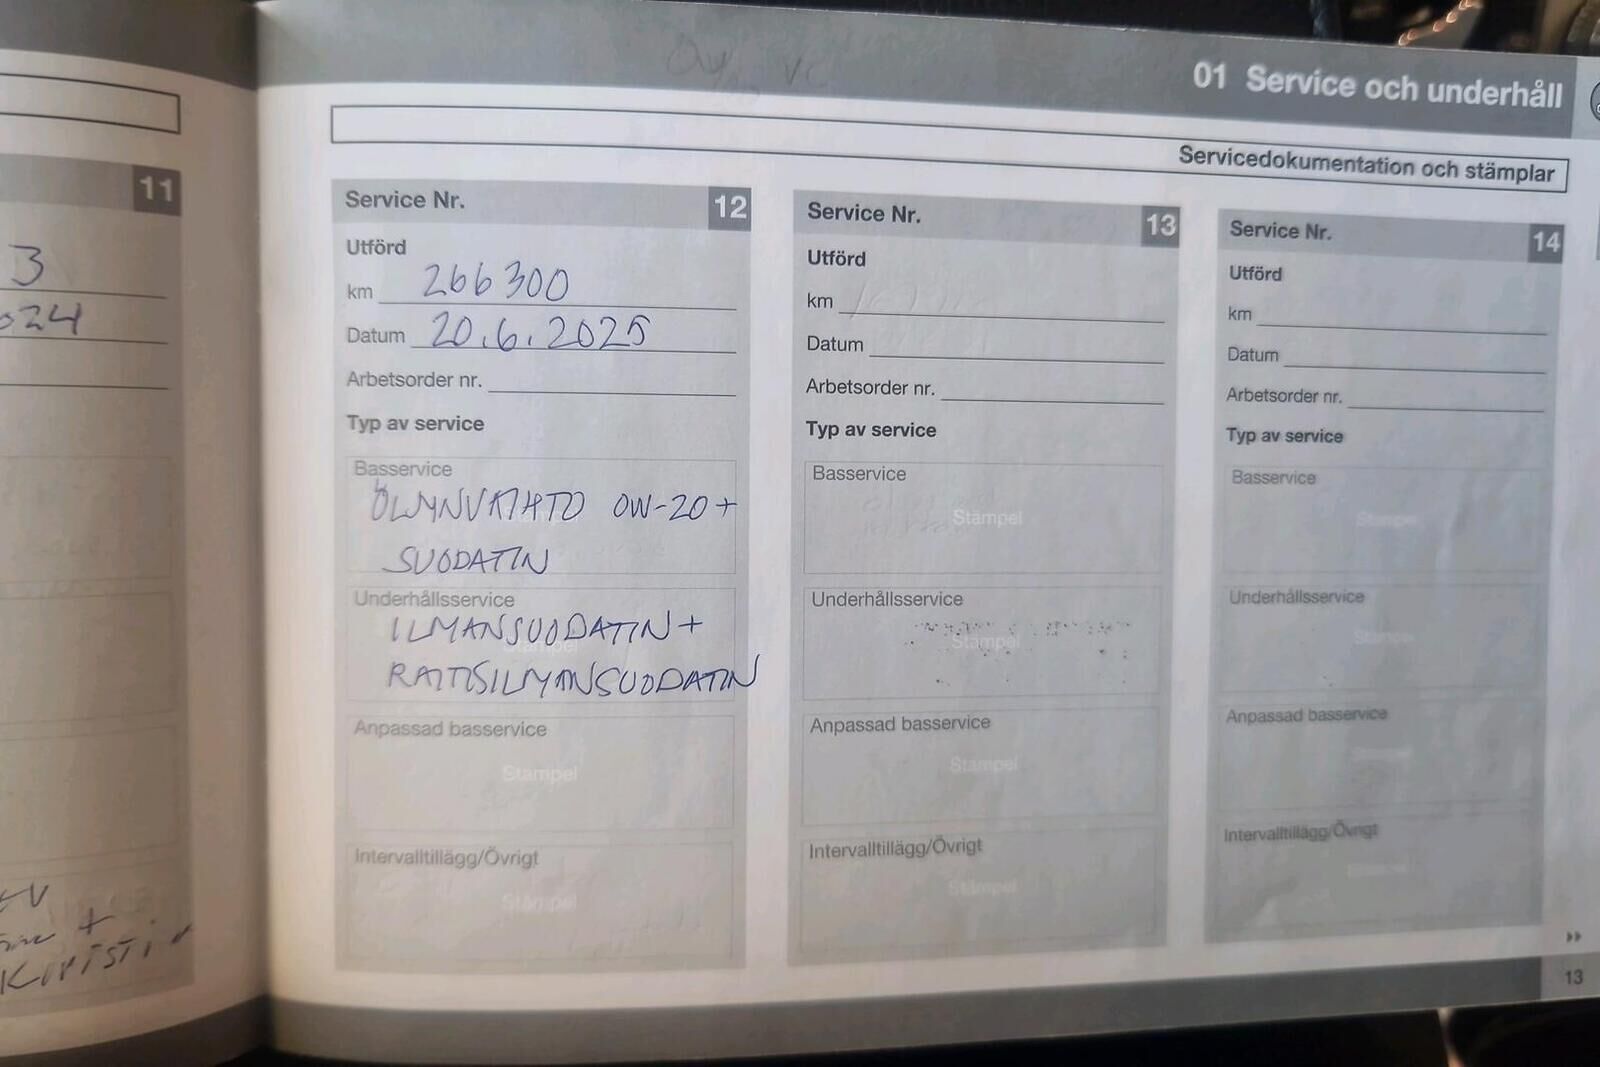 01 Service och underhåll
Servicedokumentation och stämplar
11
3
2024
+
Service Nr. 12
Utförd
km 266300
Datum 20.6.2025
Arbetsorder nr.
Typ av service
Basservice
ÖLJYNVAIHTO 0W-20 +
SUODATIN
Underhållsservice
Stämpel
ILMANSUODATIN +
RAITISILMANSUODATIN
Anpassad basservice
Stämpel
Intervalltillägg/Övrigt
Stämpel
Service Nr. 13
Utförd
km
Datum
Arbetsorder nr.
Typ av service
Basservice
Stämpel
Underhållsservice
Stämpel
Anpassad basservice
Stämpel
Intervalltillägg/Övrigt
Stämpel
Service Nr. 14
Utförd
km
Datum
Arbetsorder nr.
Typ av service
Basservice
Stämpel
Underhållsservice
Stämpel
Anpassad basservice
Stämpel
Intervalltillägg/Övrigt
13